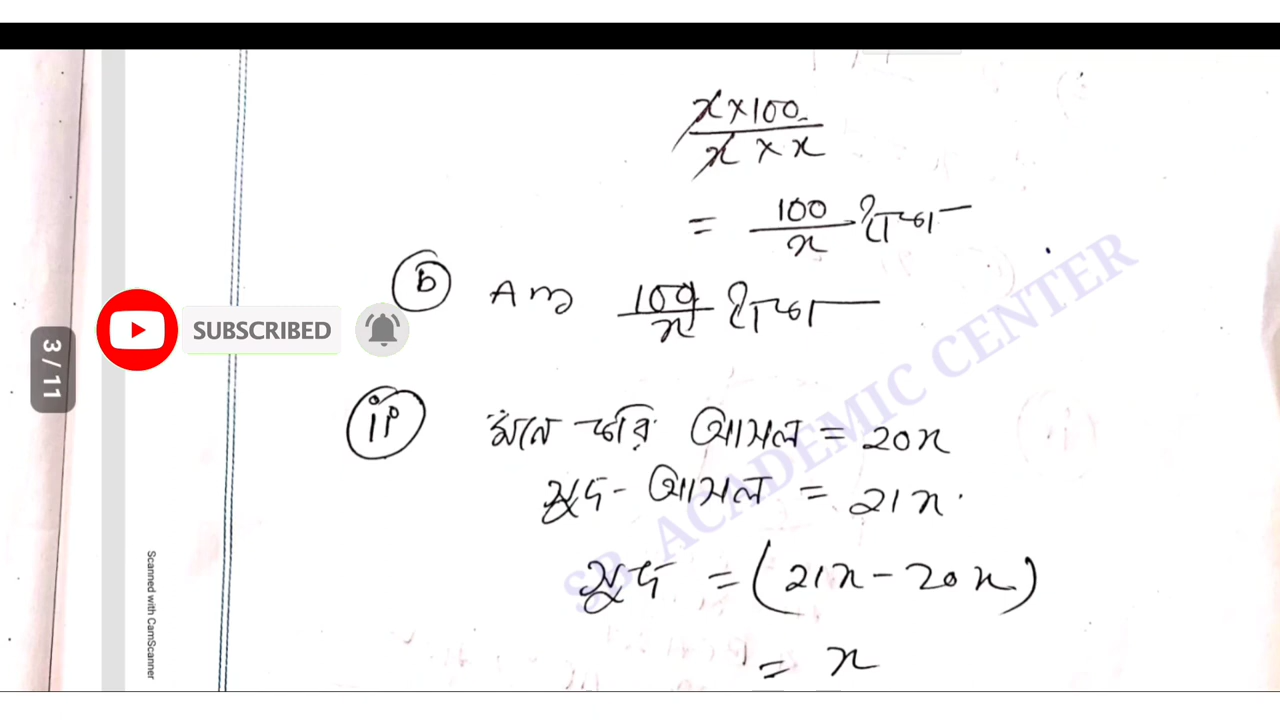 x × 100
x × x
= 100/x টাকা
b Ans 100/x টাকা
SUBSCRIBED
3 / 11
ii মনে করি আসল = 20x
সুদ-আসল = 21x
সুদ = (21x - 20x)
= x
SB ACADEMIC CENTER
Scanned with CamScanner